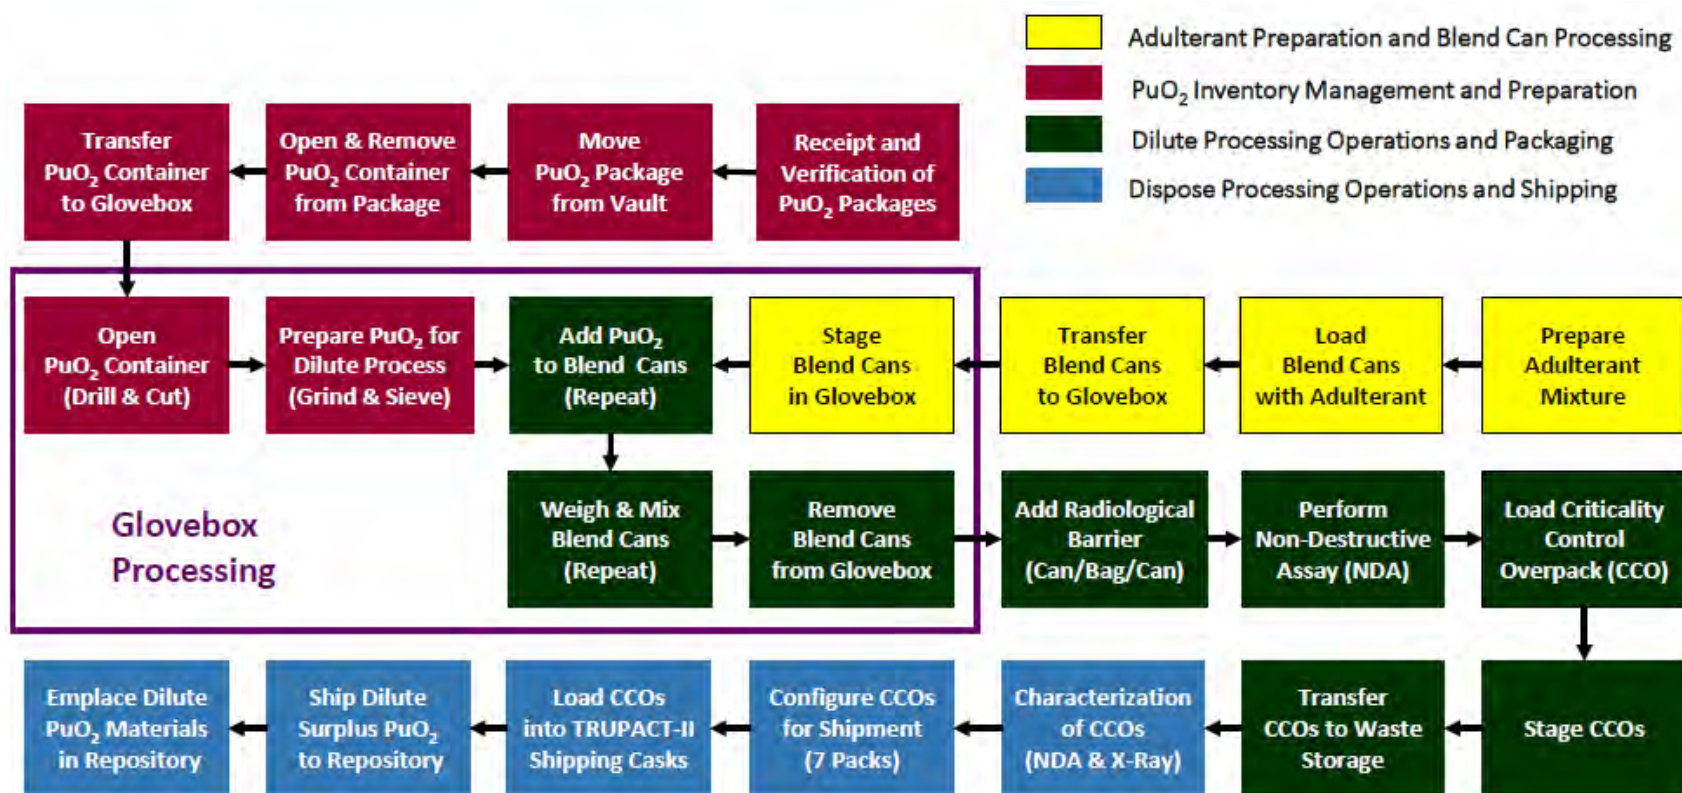 Adulterant Preparation and Blend Can Processing
PuO₂ Inventory Management and Preparation
Dilute Processing Operations and Packaging
Dispose Processing Operations and Shipping
Transfer
PuO₂ Container
to Glovebox
Open & Remove
PuO₂ Container
from Package
Move
PuO₂ Package
from Vault
Receipt and
Verification of
PuO₂ Packages
Open
PuO₂ Container
(Drill & Cut)
Prepare PuO₂ for
Dilute Process
(Grind & Sieve)
Add PuO₂
to Blend Cans
(Repeat)
Stage
Blend Cans
in Glovebox
Transfer
Blend Cans
to Glovebox
Load
Blend Cans
with Adulterant
Prepare
Adulterant
Mixture
Glovebox
Processing
Weigh & Mix
Blend Cans
(Repeat)
Remove
Blend Cans
from Glovebox
Add Radiological
Barrier
(Can/Bag/Can)
Perform
Non-Destructive
Assay (NDA)
Load Criticality
Control
Overpack (CCO)
Emplace Dilute
PuO₂ Materials
in Repository
Ship Dilute
Surplus PuO₂
to Repository
Load CCOs
into TRUPACT-II
Shipping Casks
Configure CCOs
for Shipment
(7 Packs)
Characterization
of CCOs
(NDA & X-Ray)
Transfer
CCOs to Waste
Storage
Stage CCOs